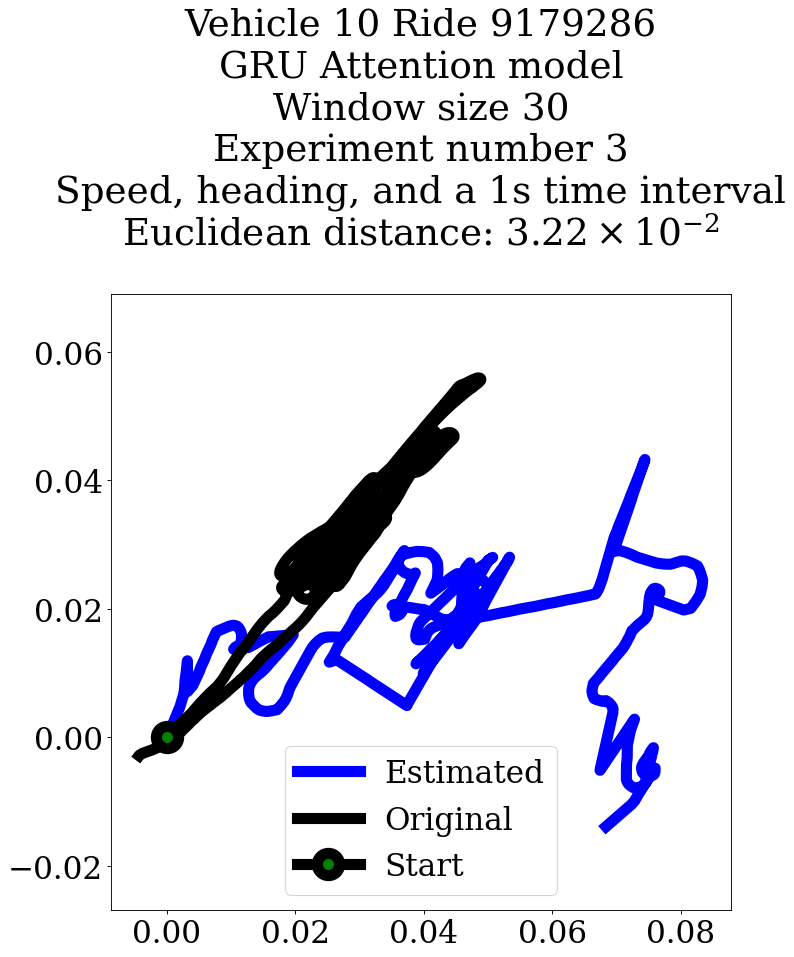 Vehicle 10 Ride 9179286
GRU Attention model
Window size 30
Experiment number 3
Speed, heading, and a 1s time interval
Euclidean distance: 3.22 × 10⁻²
0.06
0.04
0.02
0.00
−0.02
Estimated
Original
Start
0.00 0.02 0.04 0.06 0.08